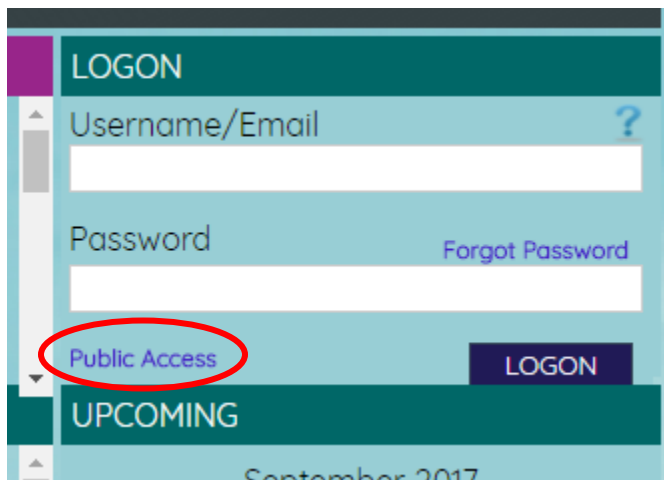 LOGON
Username/Email ?
Password
Forgot Password
Public Access
LOGON
UPCOMING
September 2017